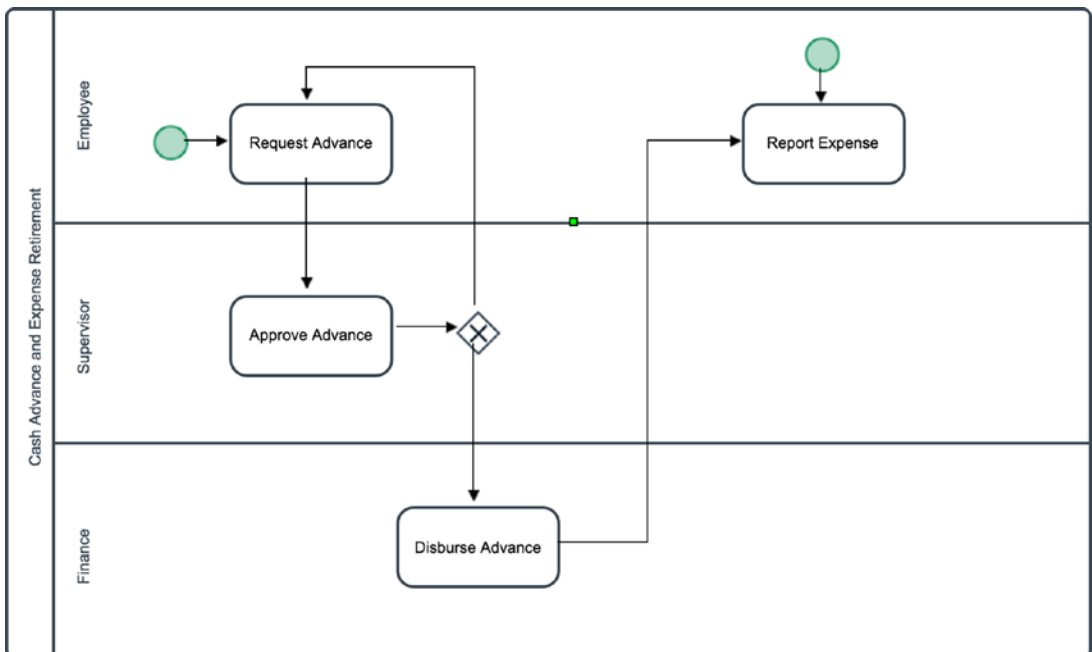 Cash Advance and Expense Retirement
Employee
Request Advance
Report Expense
Supervisor
Approve Advance
Finance
Disburse Advance